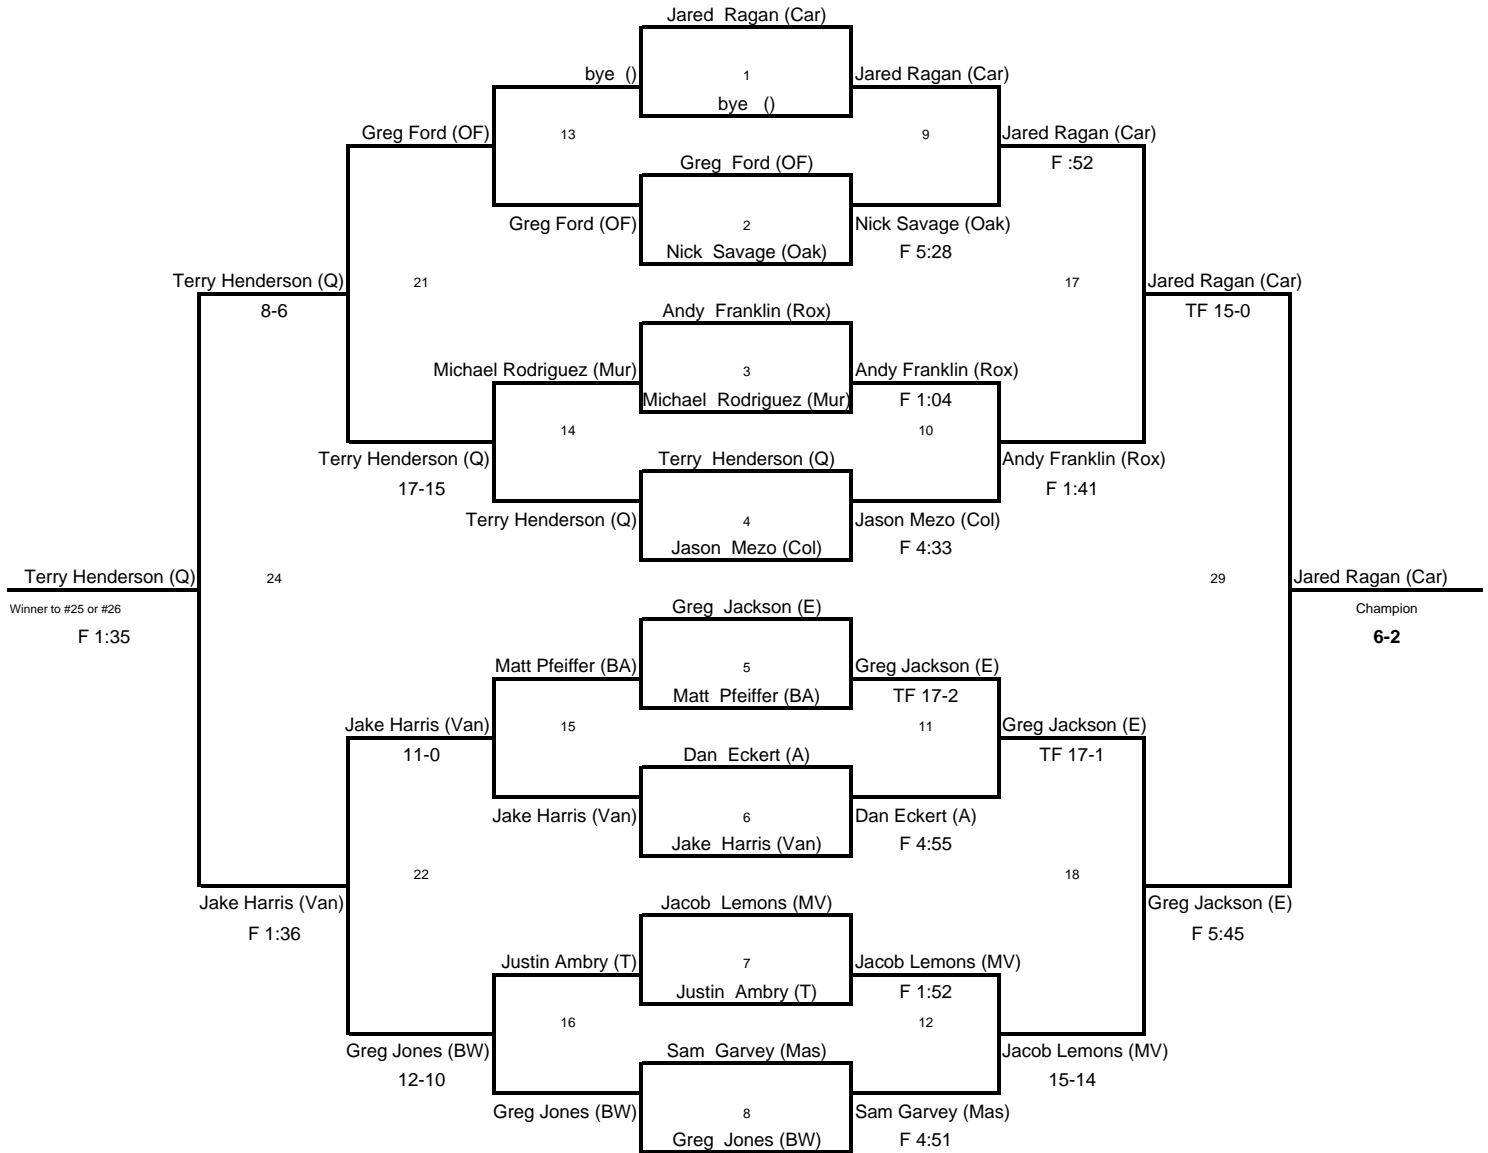 Jared Ragan (Car)
bye ()
1
Jared Ragan (Car)
bye ()
Greg Ford (OF)
13
9
Jared Ragan (Car)
Greg Ford (OF)
F :52
Greg Ford (OF)
2
Nick Savage (Oak)
Nick Savage (Oak)
F 5:28
Terry Henderson (Q)
21
17
Jared Ragan (Car)
8-6
Andy Franklin (Rox)
TF 15-0
Michael Rodriguez (Mur)
3
Andy Franklin (Rox)
Michael Rodriguez (Mur)
F 1:04
14
10
Terry Henderson (Q)
Terry Henderson (Q)
Andy Franklin (Rox)
17-15
F 1:41
Terry Henderson (Q)
4
Jason Mezo (Col)
Jason Mezo (Col)
F 4:33
Terry Henderson (Q)
24
29
Jared Ragan (Car)
Winner to #25 or #26
Greg Jackson (E)
Champion
F 1:35
6-2
Matt Pfeiffer (BA)
5
Greg Jackson (E)
Matt Pfeiffer (BA)
TF 17-2
Jake Harris (Van)
15
11
Greg Jackson (E)
11-0
Dan Eckert (A)
TF 17-1
Jake Harris (Van)
6
Dan Eckert (A)
Jake Harris (Van)
F 4:55
22
18
Jake Harris (Van)
Jacob Lemons (MV)
Greg Jackson (E)
F 1:36
F 5:45
Justin Ambry (T)
7
Jacob Lemons (MV)
Justin Ambry (T)
F 1:52
16
12
Greg Jones (BW)
Sam Garvey (Mas)
Jacob Lemons (MV)
12-10
15-14
Greg Jones (BW)
8
Sam Garvey (Mas)
Greg Jones (BW)
F 4:51